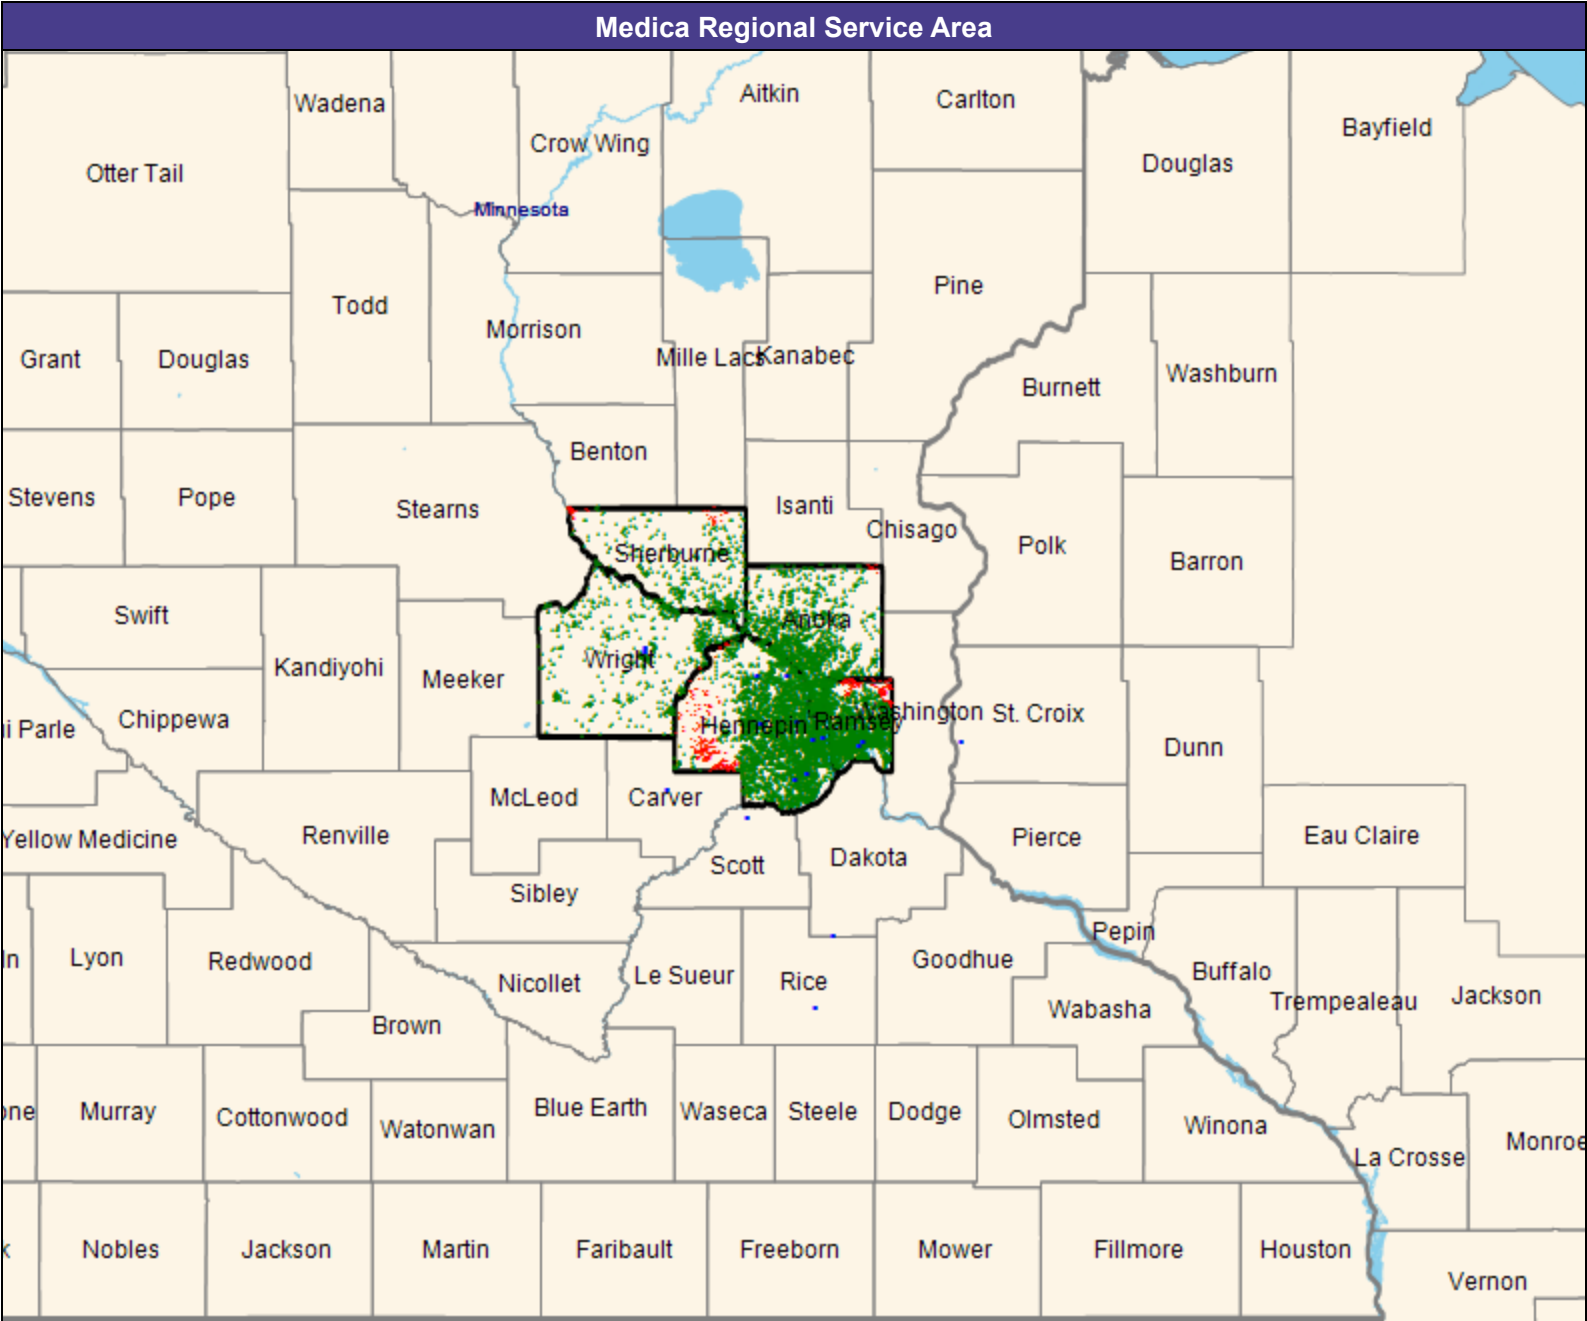 Medica Regional Service Area
Wadena
Aitkin
Carlton
Bayfield
Crow Wing
Douglas
Otter Tail
Minnesota
Pine
Todd
Morrison
Grant
Douglas
Mille Lacs
Kanabec
Burnett
Washburn
Benton
Stevens
Pope
Stearns
Isanti
Chisago
Polk
Barron
Sherburne
Swift
Anoka
Kandiyohi
Wright
Meeker
Chippewa
i Parle
Hennepin
Ramsey
Washington
St. Croix
Dunn
McLeod
Carver
Yellow Medicine
Renville
Pierce
Eau Claire
Scott
Dakota
Sibley
Pepin
ln
Lyon
Redwood
Nicollet
Le Sueur
Rice
Goodhue
Buffalo
Trempealeau
Jackson
Wabasha
Brown
one
Murray
Cottonwood
Watonwan
Blue Earth
Waseca
Steele
Dodge
Olmsted
Winona
La Crosse
Monroe
k
Nobles
Jackson
Martin
Faribault
Freeborn
Mower
Fillmore
Houston
Vernon